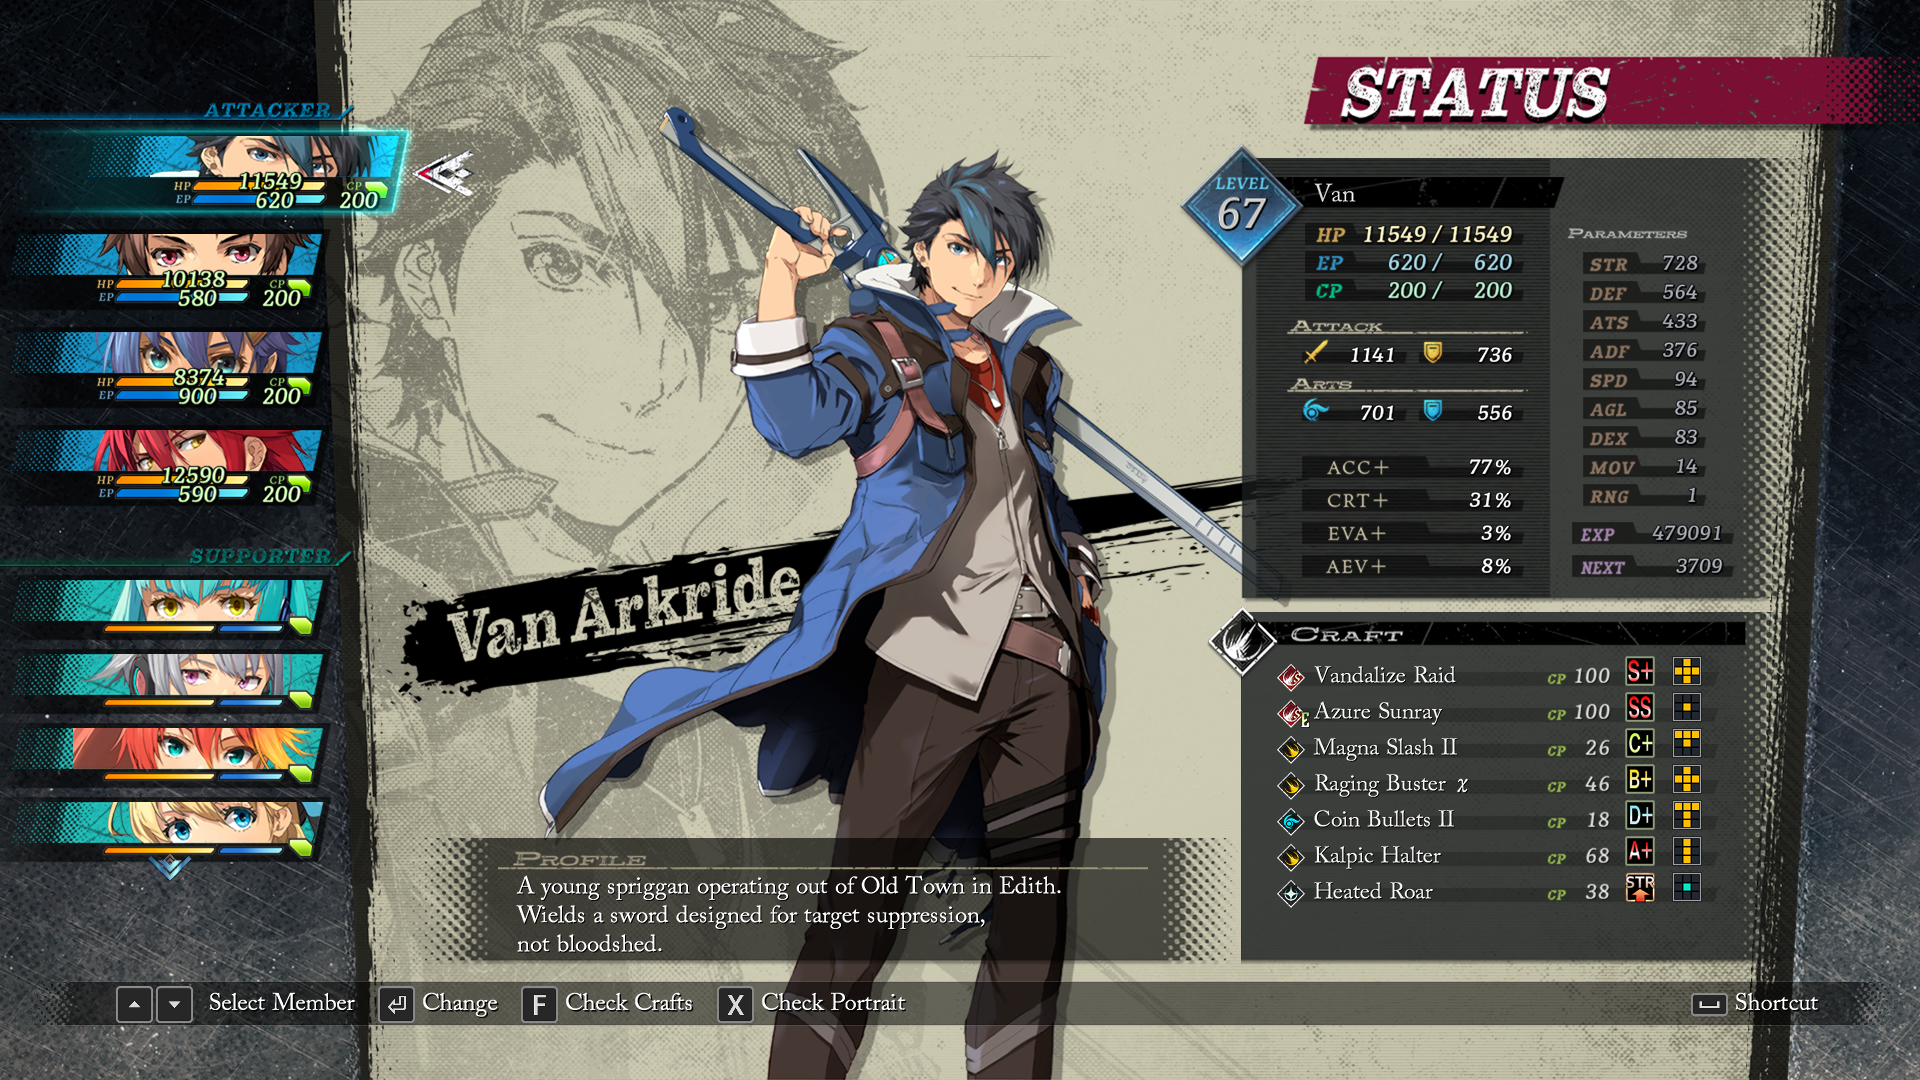 STATUS
ATTACKER
HP 11549 CP
EP 620 200
HP 10138 CP
EP 580 200
HP 8374 CP
EP 900 200
HP 12590 CP
EP 590 200
SUPPORTER
Van Arkride
PROFILE
A young spriggan operating out of Old Town in Edith.
Wields a sword designed for target suppression,
not bloodshed.
LEVEL
67
Van
HP 11549 / 11549
EP 620 / 620
CP 200 / 200
ATTACK
1141 736
ARTS
701 556
ACC+ 77%
CRT+ 31%
EVA+ 3%
AEV+ 8%
PARAMETERS
STR 728
DEF 564
ATS 433
ADF 376
SPD 94
AGL 85
DEX 83
MOV 14
RNG 1
EXP 479091
NEXT 3709
CRAFT
Vandalize Raid CP 100 S+
E Azure Sunray CP 100 SS
Magna Slash II CP 26 C+
Raging Buster χ CP 46 B+
Coin Bullets II CP 18 D+
Kalpic Halter CP 68 A+
Heated Roar CP 38 STR
Select Member Change F Check Crafts X Check Portrait Shortcut